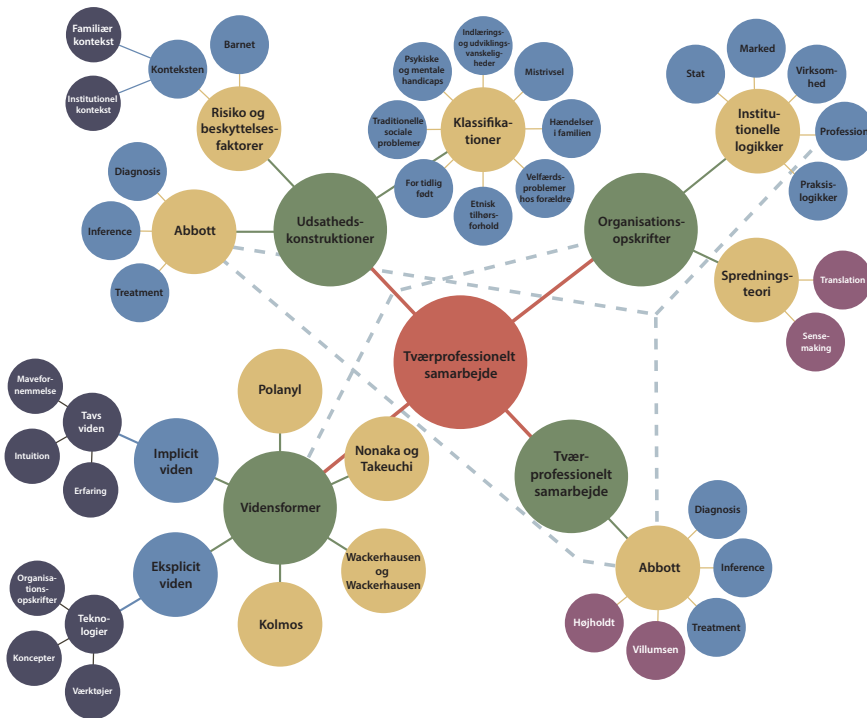 Familiær
kontekst
Institutionel
kontekst
Konteksten
Barnet
Risiko og
beskyttelses-
faktorer
Diagnosis
Inference
Treatment
Abbott
Udsatheds-
konstruktioner
Klassifika-
tioner
Indlærings-
og udviklings-
vanskelig-
heder
Psykiske
og mentale
handicaps
Mistrivsel
Traditionelle
sociale
problemer
Hændelser
i familien
For tidlig
født
Etnisk
tilhørs-
forhold
Velfærds-
problemer
hos forældre
Stat
Marked
Virksom-
hed
Profession
Praksis-
logikker
Institu-
tionelle
logikker
Organisations-
opskrifter
Sprednings-
teori
Translation
Sense-
making
Tværprofessionelt
samarbejde
Polanyl
Nonaka og
Takeuchi
Vidensformer
Wackerhausen
og
Wackerhausen
Kolmos
Implicit
viden
Tavs
viden
Mavefor-
nemmelse
Intuition
Erfaring
Eksplicit
viden
Tekno-
logier
Organisa-
tions-
opskrifter
Koncepter
Værktøjer
Tvær-
professionelt
samarbejde
Abbott
Diagnosis
Inference
Treatment
Højholdt
Villumsen